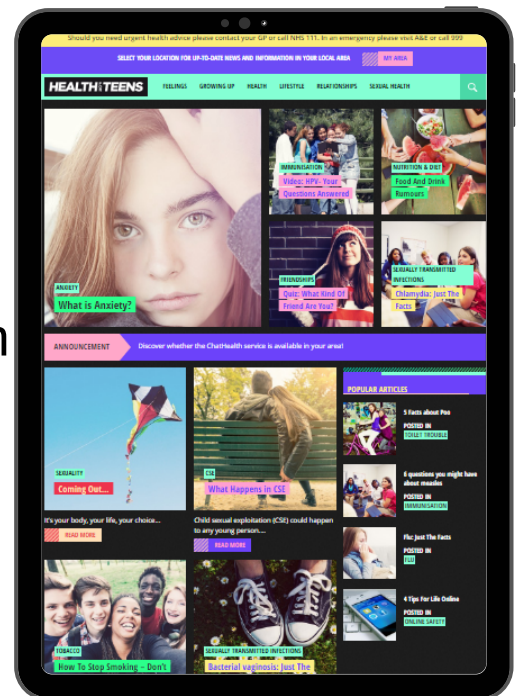 Should you need urgent health advice please contact your GP or call NHS 111. In an emergency please visit A&E or call 999
SELECT YOUR LOCATION FOR UP-TO-DATE NEWS AND INFORMATION IN YOUR LOCAL AREA
MY AREA
HEALTH FOR TEENS
FEELINGS GROWING UP HEALTH LIFESTYLE RELATIONSHIPS SEXUAL HEALTH
ANXIETY
What is Anxiety?
IMMUNISATION
Video: HPV- Your
Questions Answered
NUTRITION & DIET
Food And Drink
Rumours
FRIENDSHIPS
Quiz: What Kind Of
Friend Are You?
SEXUALLY TRANSMITTED
INFECTIONS
Chlamydia: Just The
Facts
ANNOUNCEMENT
Discover whether the ChatHealth service is available in your area!
SEXUALITY
Coming Out...
It's your body, your life, your choice...
READ MORE
CSE
What Happens in CSE
Child sexual exploitation (CSE) could happen
to any young person....
READ MORE
POPULAR ARTICLES
5 Facts about Poo
POSTED IN
TOILET TROUBLE
6 questions you might have
about measles
POSTED IN
IMMUNISATION
Flu: Just The Facts
POSTED IN
FLU
4 Tips For Life Online
POSTED IN
ONLINE SAFETY
TOBACCO
How To Stop Smoking – Don't
SEXUALLY TRANSMITTED INFECTIONS
Bacterial vaginosis: Just The